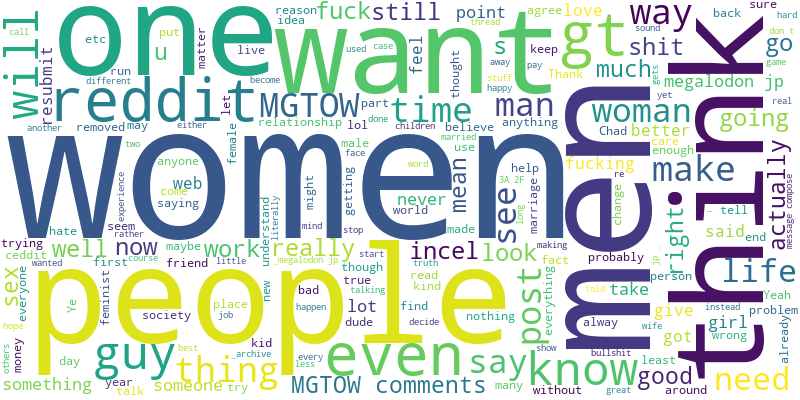 will
call
one
etc
idea
reason
thread
fuck
still
point
agree
love
way
back
sure
hard
don t
put
u
matter
live
want
s
feel
keep
thought
used
case
away
pay
stuff
happy
Thank
gt
shit
go
game
sound
gets
yet
real
run
different
resubmit
reddit
let
become
MGTOW
part
time
done
man
anything
woman
much
megalodon jp
going
another
removed
may
either
relationship
lol
children
believe
married
Chad
better
care
enough
women
two
female
male
face
use
mean
help
fucking
re
men
make
think
anyone
experience
come
web
saying
might
getting
never
world
word
see
3A 2F
long
marriage
change
tell
actually
message compose
hate
seem
rather
literally
mind
stop
made
making
right
said
end
trying
well
now
maybe
work
understand
really
incel
look
fact
probably
JP
ceddit
first
course
little
_megalodon jp
start
though
truth
read
kind
talking
everything
person
life
sex
everyone
wanted
friend
new
true
bad
told
take
people
Ye
feminist
place
job
society
happen
dude
lot
decide
find
nothing
post
alway
give
wife
girl
instead
Yeah
problem
wrong
hope
others
money
day
guy
best
thing
_archive
kid
every
less
even
say
show
know
bullshit
got
least
good
already
need
something
year
talk
someone
try
MGTOW comments
many
without
great
around